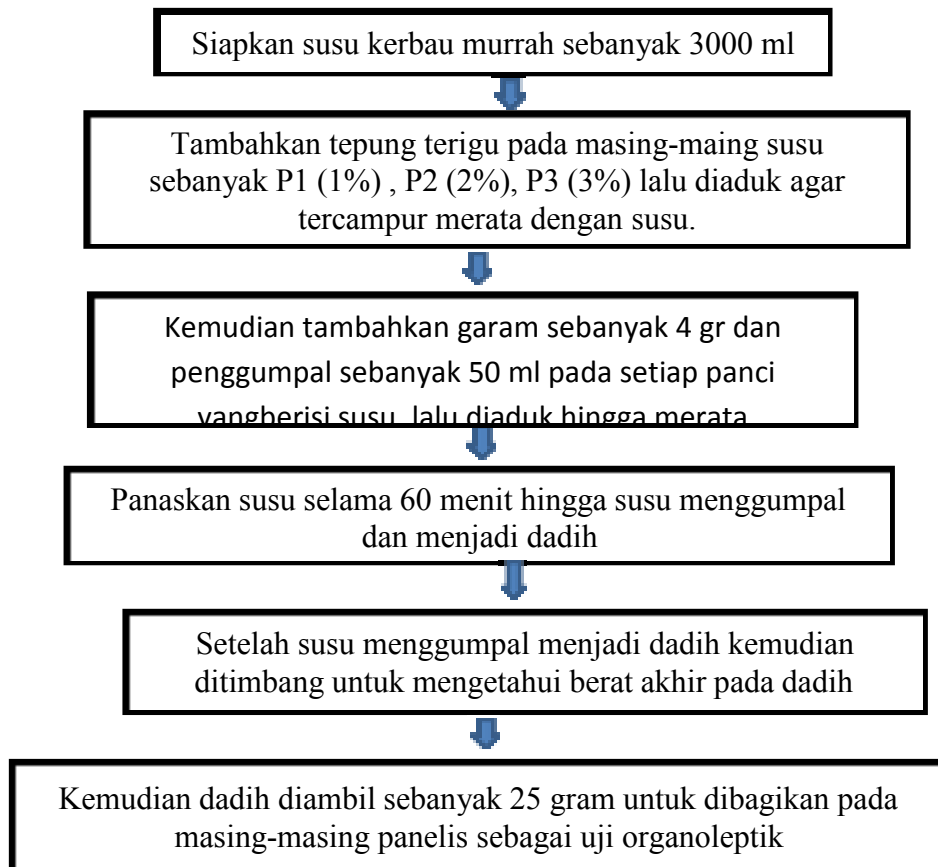 Siapkan susu kerbau murrah sebanyak 3000 ml
Tambahkan tepung terigu pada masing-maing susu
sebanyak P1 (1%) , P2 (2%), P3 (3%) lalu diaduk agar
tercampur merata dengan susu.
Kemudian tambahkan garam sebanyak 4 gr dan
penggumpal sebanyak 50 ml pada setiap panci
yangberisi susu lalu diaduk hingga merata
Panaskan susu selama 60 menit hingga susu menggumpal
dan menjadi dadih
Setelah susu menggumpal menjadi dadih kemudian
ditimbang untuk mengetahui berat akhir pada dadih
Kemudian dadih diambil sebanyak 25 gram untuk dibagikan pada
masing-masing panelis sebagai uji organoleptik